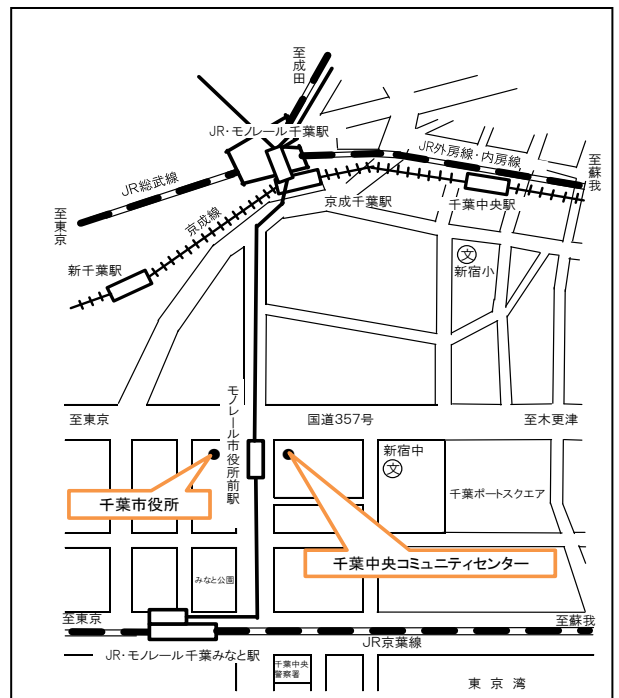 至成田
JR・モノレール千葉駅
JR外房線・内房線
至蘇我
JR総武線
京成千葉駅
千葉中央駅
至東京
京成線
文
新宿小
新千葉駅
至東京
モノレール市役所前駅
国道357号
至木更津
新宿中
文
千葉ポートスクエア
千葉市役所
千葉中央コミュニティセンター
みなと公園
至東京
至蘇我
JR京葉線
JR・モノレール千葉みなと駅
千葉中央
警察署
東京湾